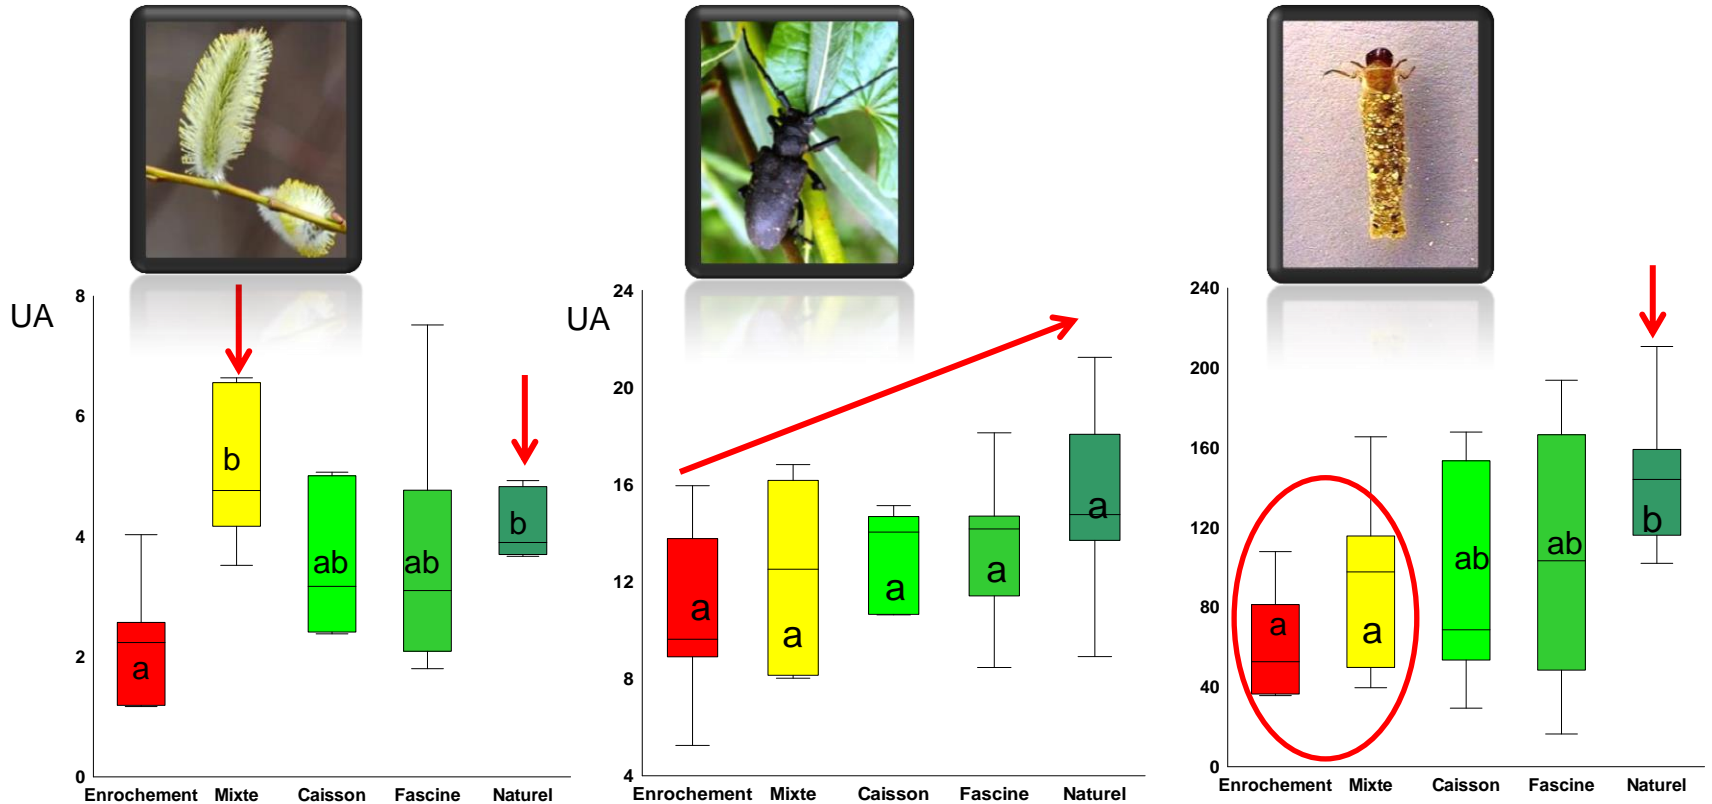 UA
8
6
4
2
0
a
b
ab
ab
b
Enrochement Mixte Caisson Fascine Naturel
UA
24
20
16
12
8
4
a
a
a
a
a
Enrochement Mixte Caisson Fascine Naturel
240
200
160
120
80
40
0
a
a
ab
ab
b
Enrochement Mixte Caisson Fascine Naturel